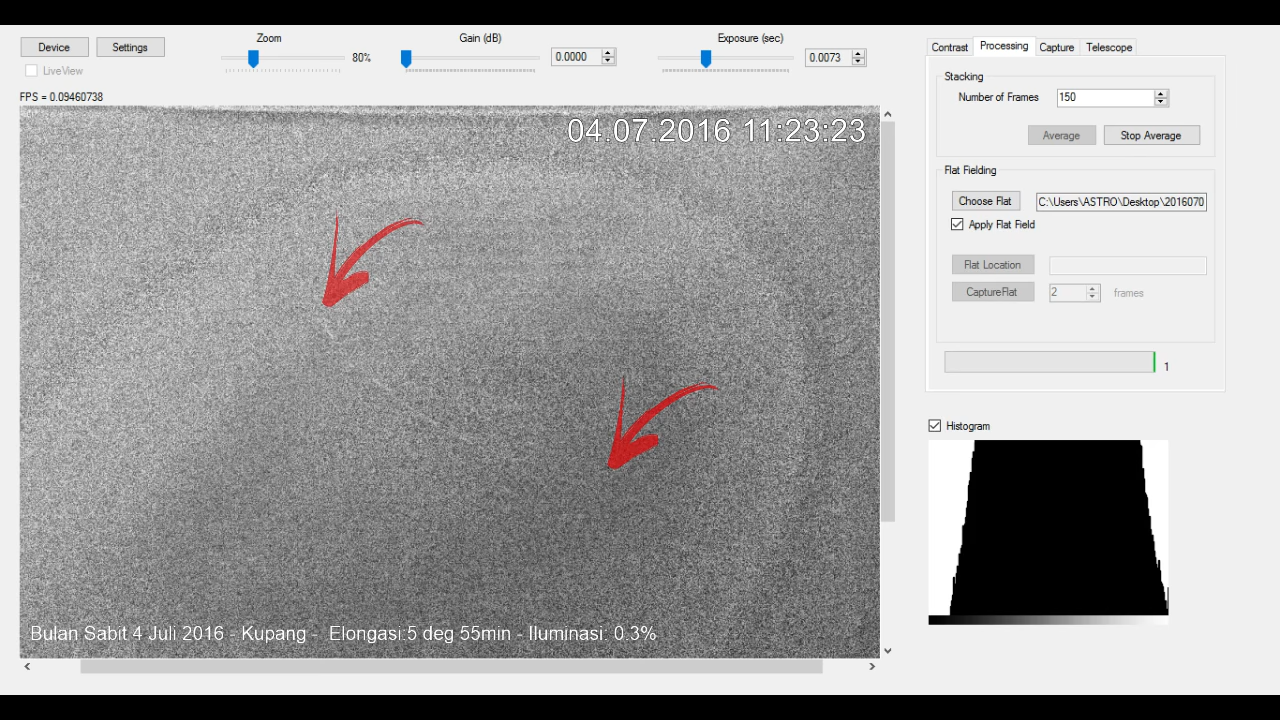 Device
Settings
Zoom
80%
Gain (dB)
0.0000
Exposure (sec)
0.0073
LiveView
FPS = 0.09460738
04.07.2016 11:23:23
Bulan Sabit 4 Juli 2016 - Kupang - Elongasi:5 deg 55min - Iluminasi: 0.3%
Contrast Processing Capture Telescope
Stacking
Number of Frames 150
Average Stop Average
Flat Fielding
Choose Flat C:\Users\ASTRO\Desktop\2016070
Apply Flat Field
Flat Location
CaptureFlat 2 frames
1
Histogram